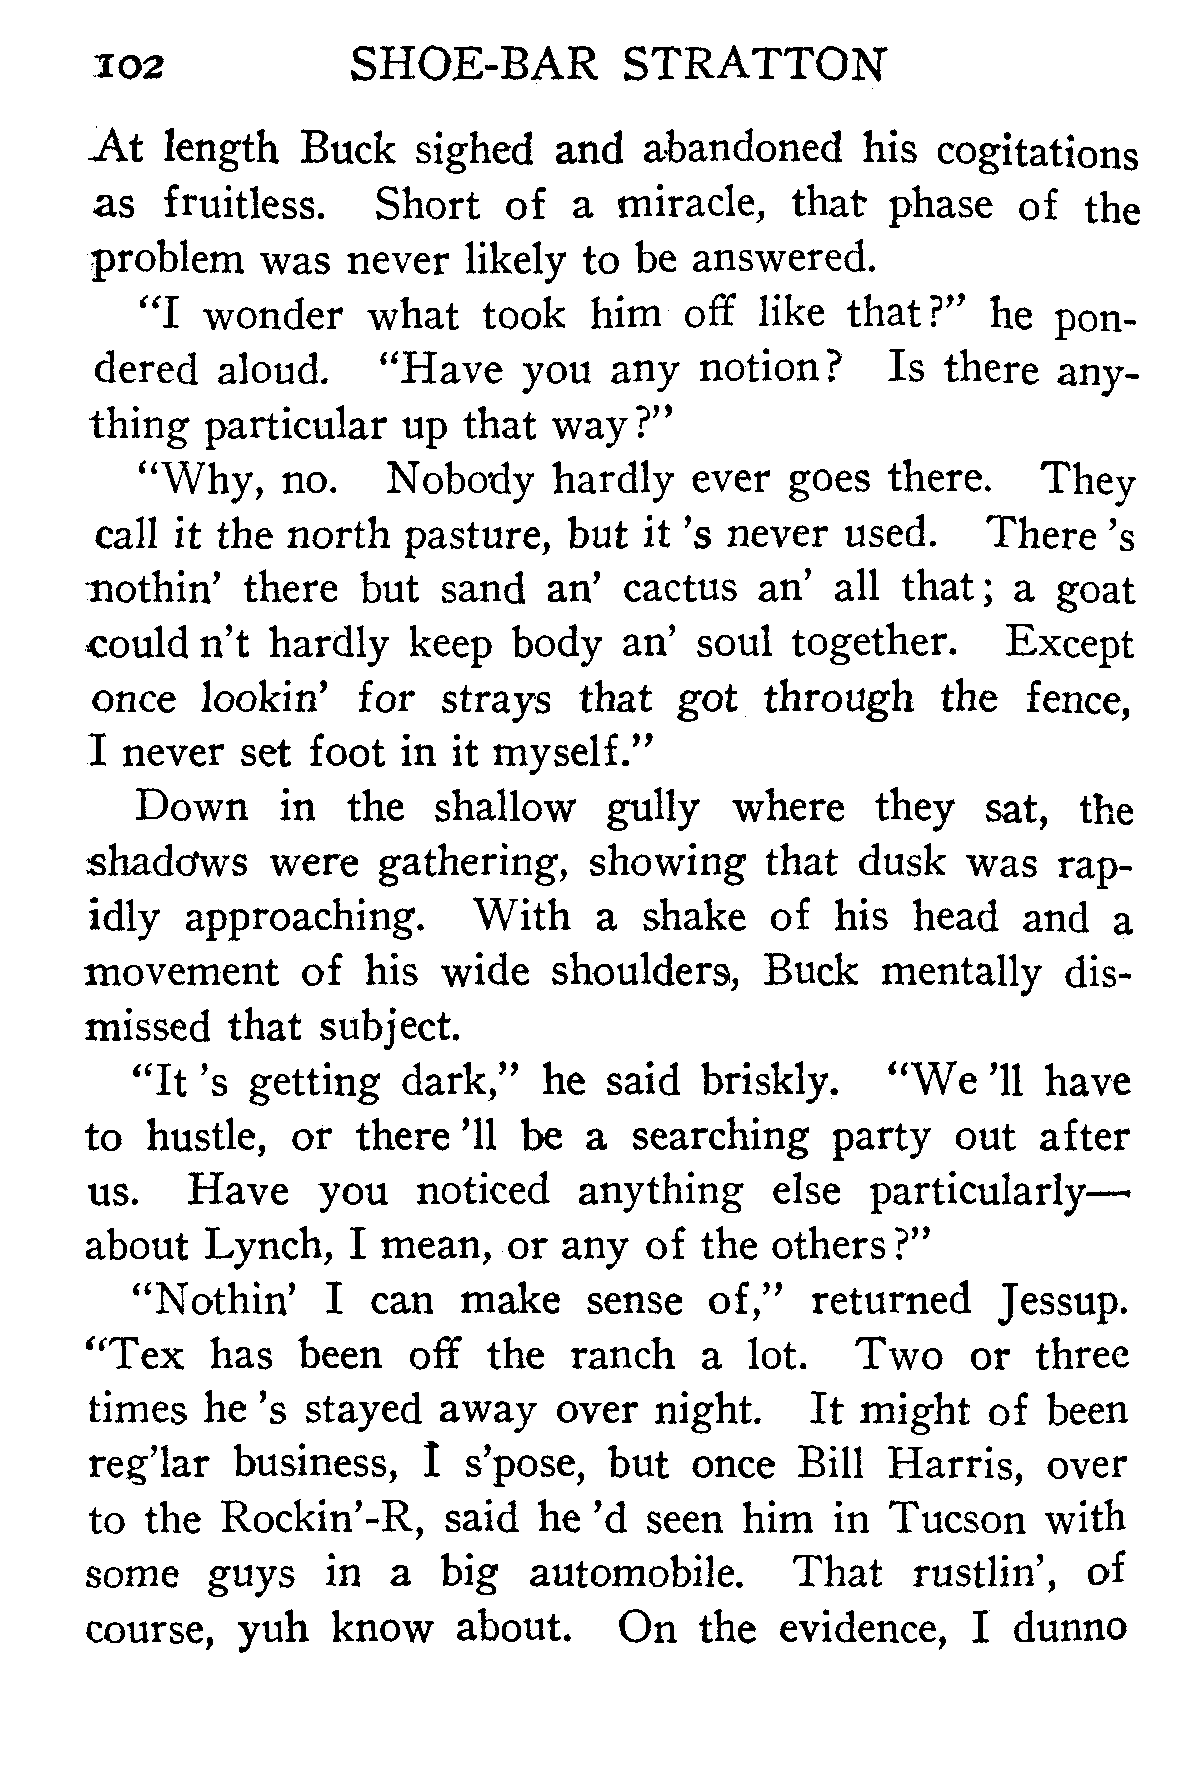 102 SHOE-BAR STRATTON
At length Buck sighed and abandoned his cogitations
as fruitless. Short of a miracle, that phase of the
problem was never likely to be answered.
“I wonder what took him off like that?” he pon-
dered aloud. “Have you any notion? Is there any-
thing particular up that way?”
“Why, no. Nobody hardly ever goes there. They
call it the north pasture, but it ’s never used. There ’s
nothin’ there but sand an’ cactus an’ all that; a goat
could n’t hardly keep body an’ soul together. Except
once lookin’ for strays that got through the fence,
I never set foot in it myself.”
Down in the shallow gully where they sat, the
shadows were gathering, showing that dusk was rap-
idly approaching. With a shake of his head and a
movement of his wide shoulders, Buck mentally dis-
missed that subject.
“It ’s getting dark,” he said briskly. “We ’ll have
to hustle, or there ’ll be a searching party out after
us. Have you noticed anything else particularly—
about Lynch, I mean, or any of the others?”
“Nothin’ I can make sense of,” returned Jessup.
“Tex has been off the ranch a lot. Two or three
times he ’s stayed away over night. It might of been
reg’lar business, I s’pose, but once Bill Harris, over
to the Rockin’-R, said he ’d seen him in Tucson with
some guys in a big automobile. That rustlin’, of
course, yuh know about. On the evidence, I dunno